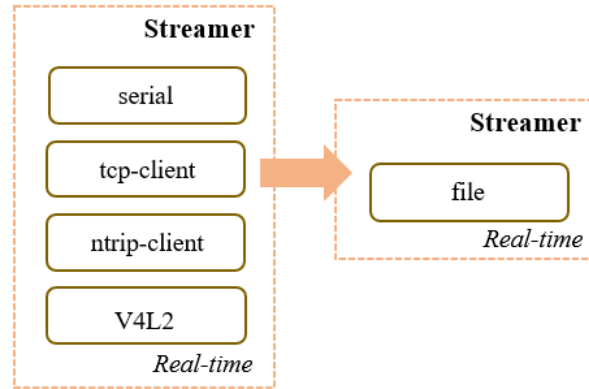 Streamer
serial
tcp-client
ntrip-client
V4L2
Real-time
Streamer
file
Real-time